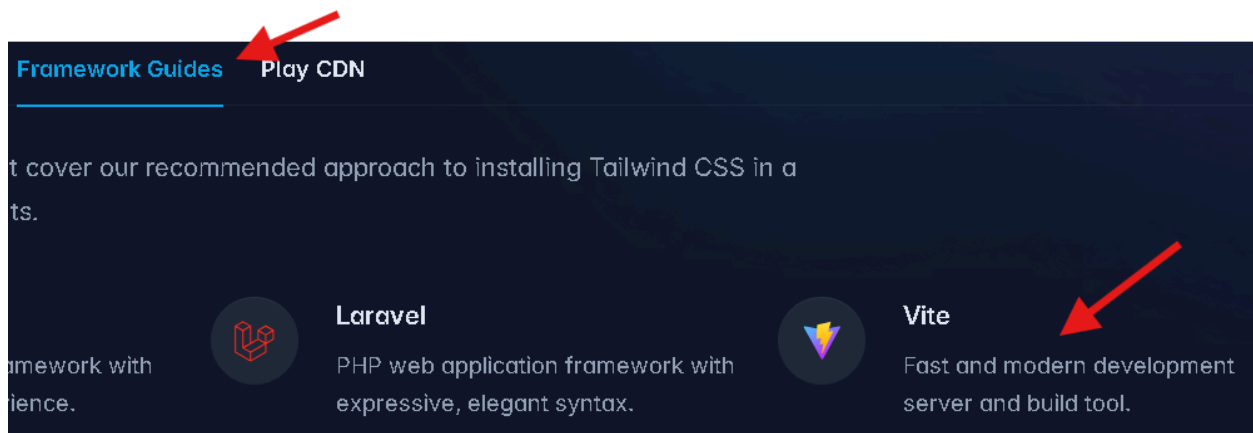 Framework Guides Play CDN
t cover our recommended approach to installing Tailwind CSS in a
ts.
Laravel
PHP web application framework with
expressive, elegant syntax.
Vite
Fast and modern development
server and build tool.
amework with
ience.